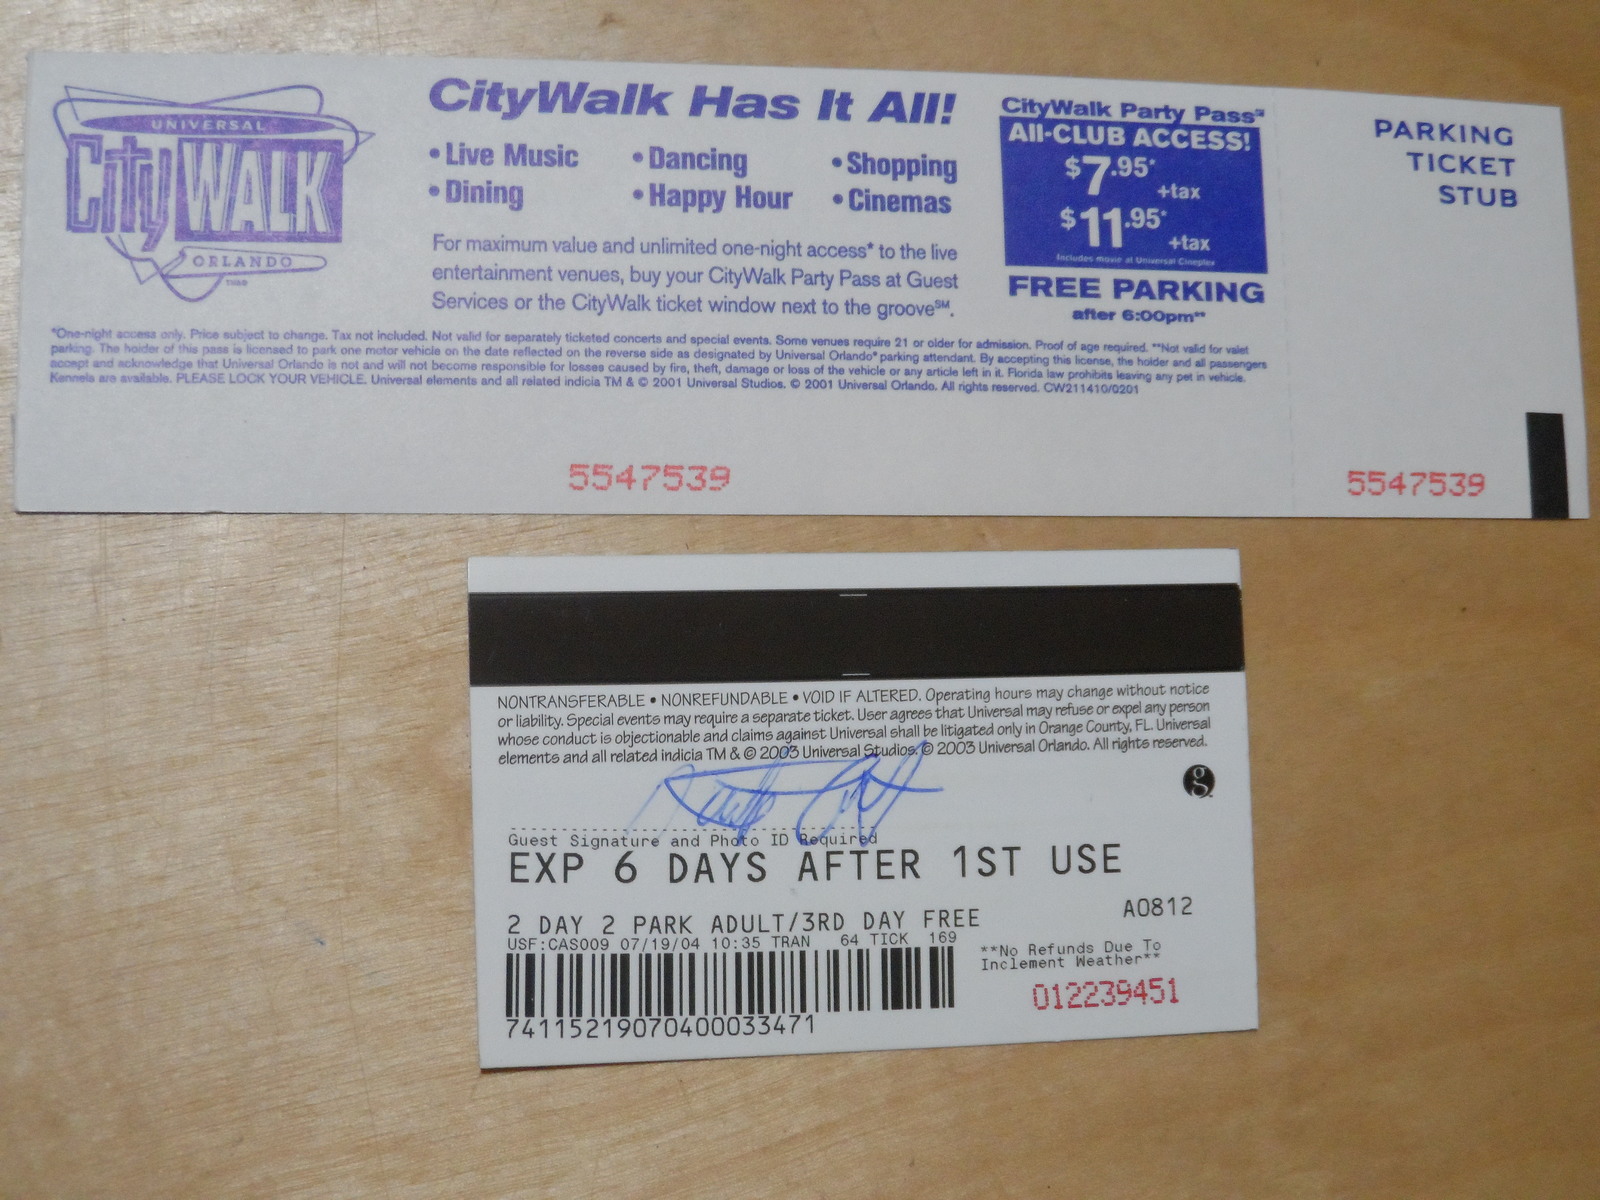 UNIVERSAL
CityWALK
ORLANDO
CityWalk Has It All!
• Live Music
• Dancing
• Shopping
• Dining
• Happy Hour
• Cinemas
For maximum value and unlimited one-night access* to the live
entertainment venues, buy your CityWalk Party Pass at Guest
Services or the CityWalk ticket window next to the grooveSM.
CityWalk Party Pass
All-CLUB ACCESS!
$7.95*
+tax
$11.95*
+tax
Includes movie at Universal Cineplex
FREE PARKING
after 6:00pm**
PARKING
TICKET
STUB
*One-night access only. Price subject to change. Tax not included. Not valid for separately ticketed concerts and special events. Some venues require 21 or older for admission. Proof of age required. **Not valid for valet
parking. The holder of this pass is licensed to park one motor vehicle on the date reflected on the reverse side as designated by Universal Orlando® parking attendant. By accepting this license, the holder and all passengers
accept and acknowledge that Universal Orlando is not and will not become responsible for losses caused by fire, theft, damage or loss of the vehicle or any article left in it. Florida law prohibits leaving any pet in vehicle.
Kennels are available. PLEASE LOCK YOUR VEHICLE. Universal elements and all related indicia TM & © 2001 Universal Studios. © 2001 Universal Orlando. All rights reserved. CW211410/0201
5547539
5547539
NONTRANSFERABLE • NONREFUNDABLE • VOID IF ALTERED. Operating hours may change without notice
or liability. Special events may require a separate ticket. User agrees that Universal may refuse or expel any person
whose conduct is objectionable and claims against Universal shall be litigated only in Orange County, FL. Universal
elements and all related indicia TM & © 2003 Universal Studios. © 2003 Universal Orlando. All rights reserved.
g
Guest Signature and Photo ID Required
EXP 6 DAYS AFTER 1ST USE
A0812
2 DAY 2 PARK ADULT/3RD DAY FREE
USF:CAS009 07/19/04 10:35 TRAN 64 TICK 169
**No Refunds Due To
Inclement Weather**
012239451
74115219070400033471